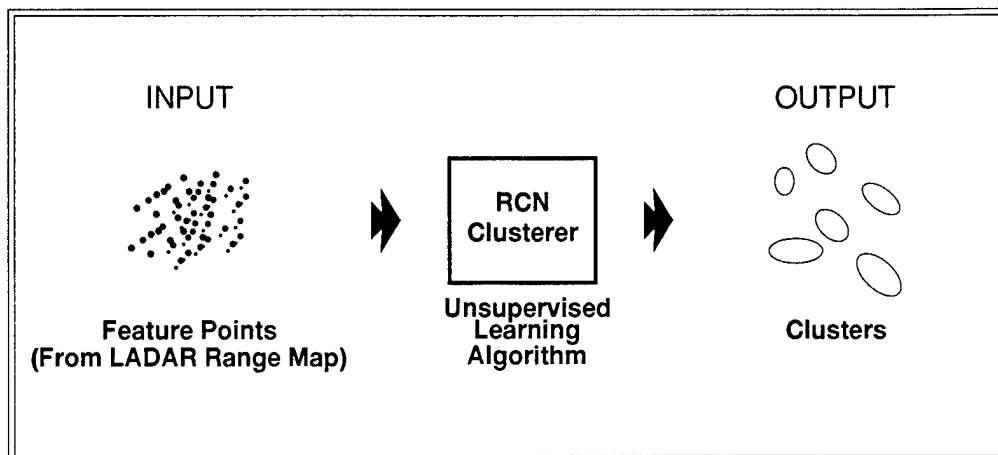 INPUT
OUTPUT
RCN
Clusterer
Unsupervised
Learning
Algorithm
Feature Points
(From LADAR Range Map)
Clusters